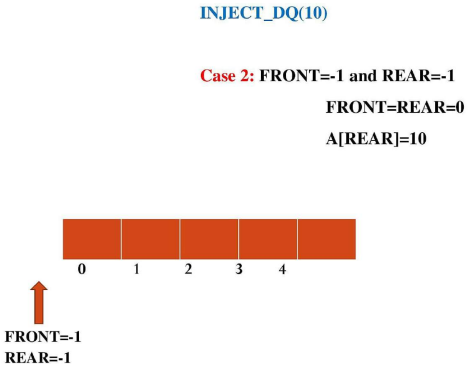 INJECT_DQ(10)
Case 2: FRONT=-1 and REAR=-1
FRONT=REAR=0
A[REAR]=10
0 1 2 3 4
FRONT=-1
REAR=-1